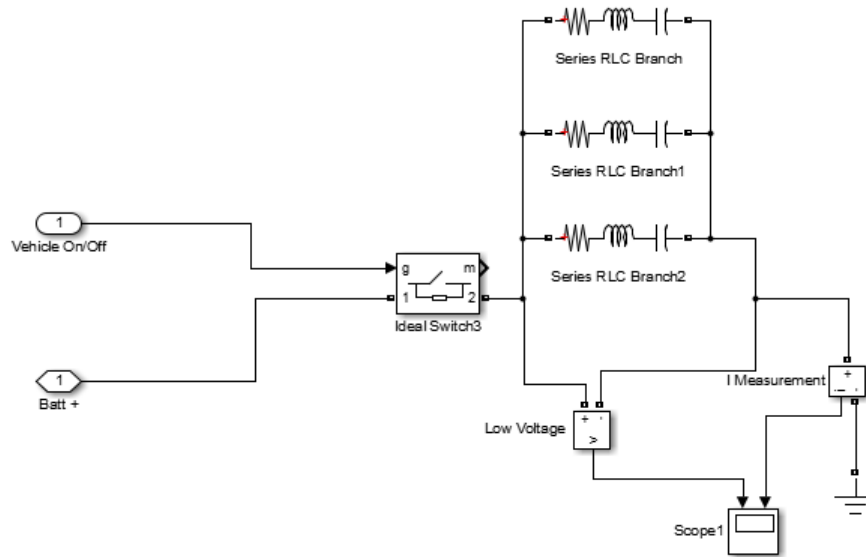 Series RLC Branch
Series RLC Branch1
1
Vehicle On/Off
g m
1 2
Ideal Switch3
Series RLC Branch2
1
Batt +
I Measurement
+
i -
Low Voltage
+ -
v
Scope1